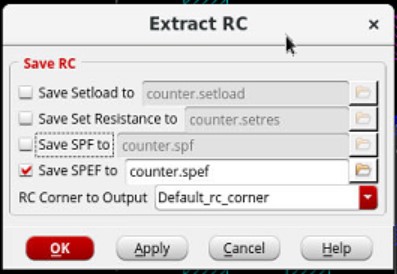 Extract RC
Save RC
Save Setload to counter.setload
Save Set Resistance to counter.setres
Save SPF to counter.spf
Save SPEF to counter.spef
RC Corner to Output Default_rc_corner
OK Apply Cancel Help